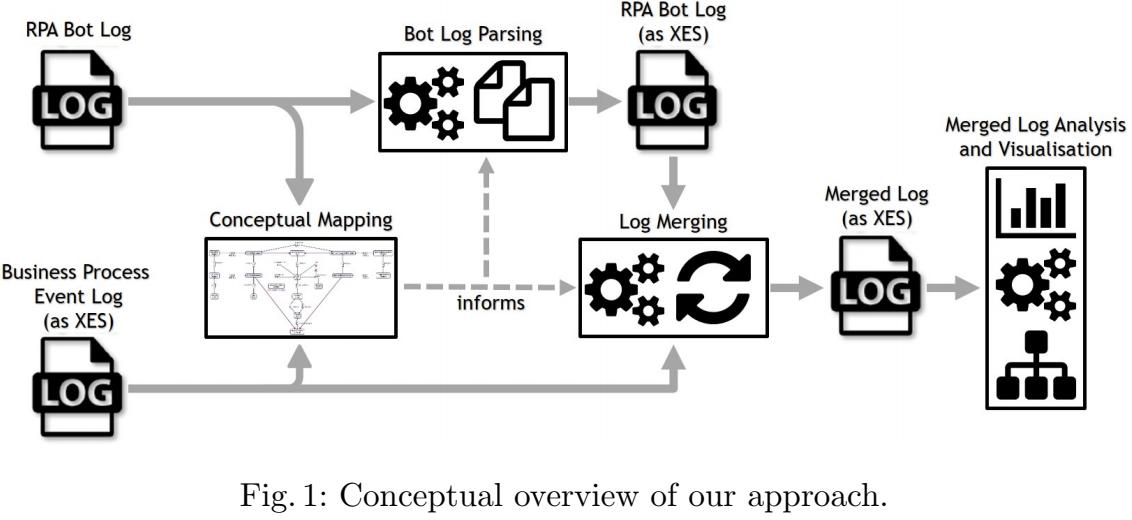 RPA Bot Log
LOG
Bot Log Parsing
RPA Bot Log
(as XES)
LOG
Conceptual Mapping
Log Merging
informs
Business Process
Event Log
(as XES)
LOG
Merged Log
(as XES)
LOG
Merged Log Analysis
and Visualisation
Fig. 1: Conceptual overview of our approach.